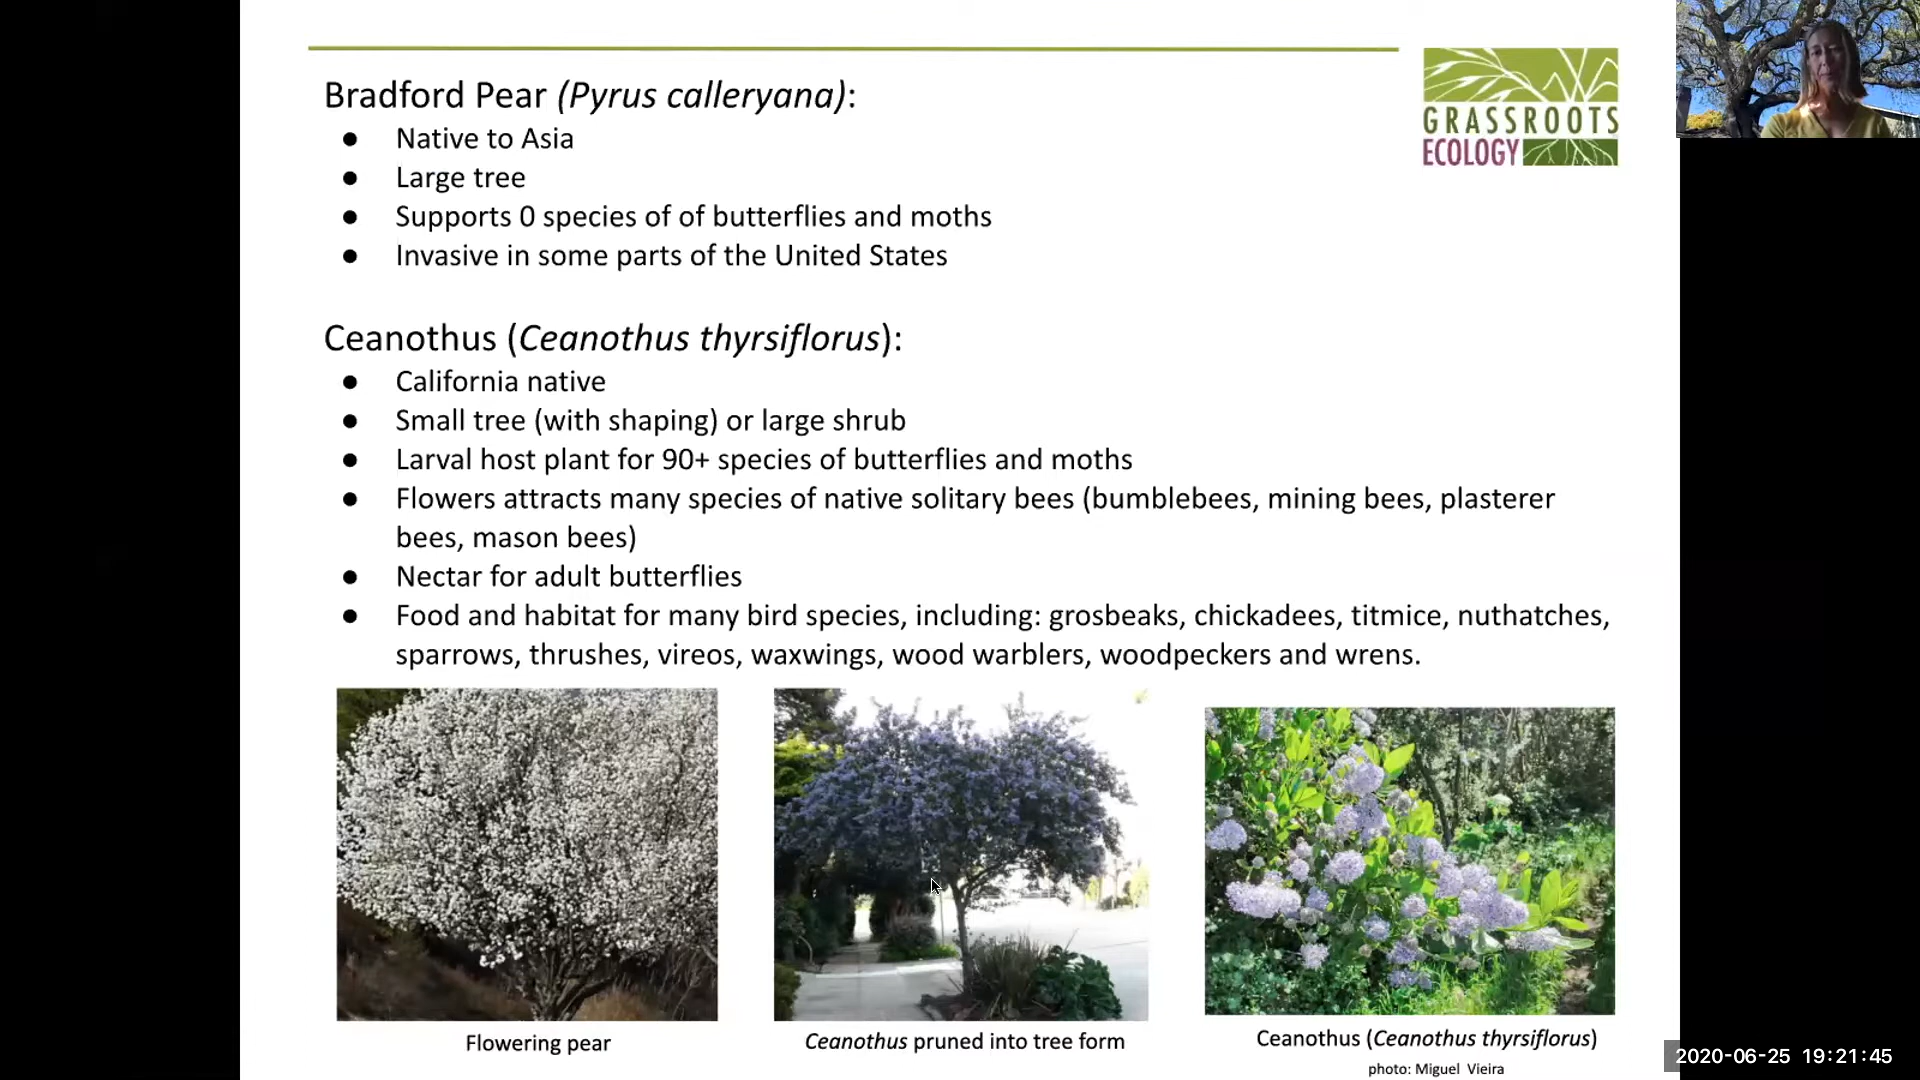 Bradford Pear (Pyrus calleryana):
● Native to Asia
● Large tree
● Supports 0 species of of butterflies and moths
● Invasive in some parts of the United States
GRASSROOTS
ECOLOGY
Ceanothus (Ceanothus thyrsiflorus):
● California native
● Small tree (with shaping) or large shrub
● Larval host plant for 90+ species of butterflies and moths
● Flowers attracts many species of native solitary bees (bumblebees, mining bees, plasterer
bees, mason bees)
● Nectar for adult butterflies
● Food and habitat for many bird species, including: grosbeaks, chickadees, titmice, nuthatches,
sparrows, thrushes, vireos, waxwings, wood warblers, woodpeckers and wrens.
Flowering pear
Ceanothus pruned into tree form
Ceanothus (Ceanothus thyrsiflorus)
photo: Miguel Vieira
2020-06-25 19:21:45